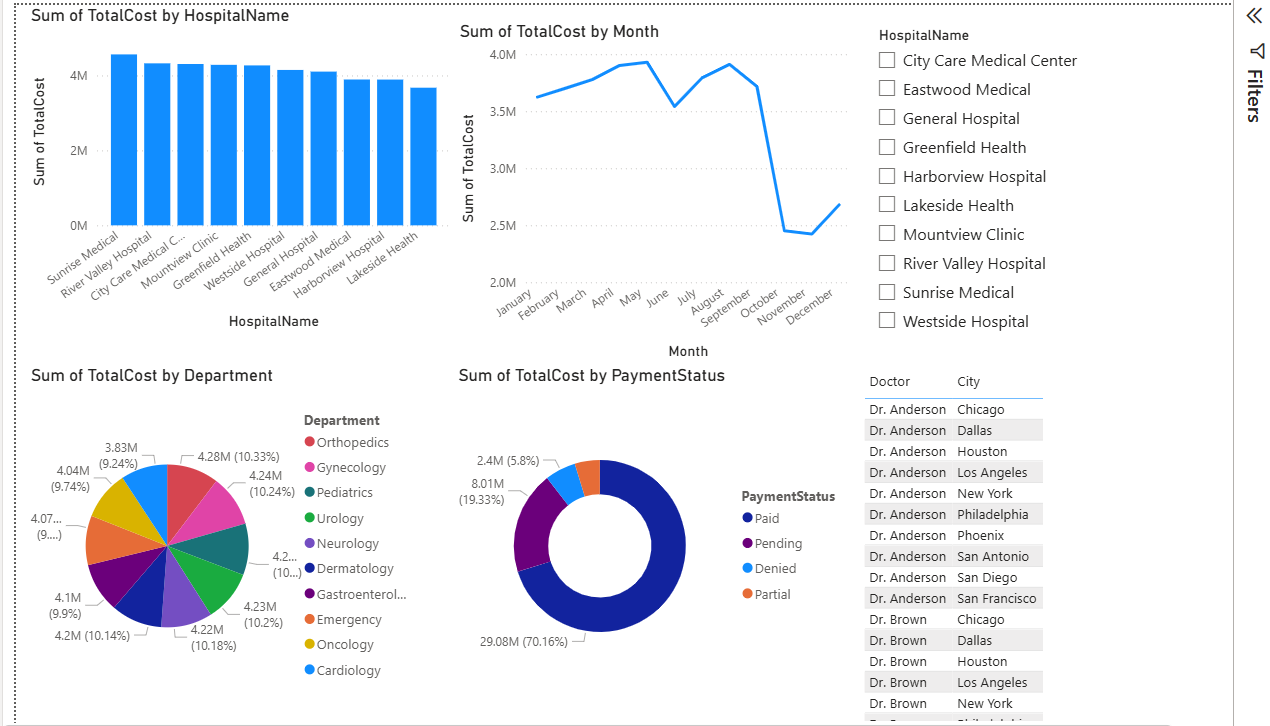 Sum of TotalCost by HospitalName
Sum of TotalCost
4M
2M
0M
Sunrise Medical
River Valley Hospital
City Care Medical C...
Mountview Clinic
Greenfield Health
Westside Hospital
General Hospital
Eastwood Medical
Harborview Hospital
Lakeside Health
HospitalName
Sum of TotalCost by Month
Sum of TotalCost
4.0M
3.5M
3.0M
2.5M
2.0M
January
February
March
April
May
June
July
August
September
October
November
December
Month
HospitalName
City Care Medical Center
Eastwood Medical
General Hospital
Greenfield Health
Harborview Hospital
Lakeside Health
Mountview Clinic
River Valley Hospital
Sunrise Medical
Westside Hospital
Filters
Sum of TotalCost by Department
4.28M (10.33%)
4.24M
(10.24%)
4.2...
(10...)
4.23M
(10.2%)
4.22M
(10.18%)
4.2M (10.14%)
4.1M
(9.9%)
4.07...
(9....)
4.04M
(9.74%)
3.83M
(9.24%)
Department
Orthopedics
Gynecology
Pediatrics
Urology
Neurology
Dermatology
Gastroenterol...
Emergency
Oncology
Cardiology
Sum of TotalCost by PaymentStatus
2.4M (5.8%)
8.01M
(19.33%)
29.08M (70.16%)
PaymentStatus
Paid
Pending
Denied
Partial
Doctor City
Dr. Anderson Chicago
Dr. Anderson Dallas
Dr. Anderson Houston
Dr. Anderson Los Angeles
Dr. Anderson New York
Dr. Anderson Philadelphia
Dr. Anderson Phoenix
Dr. Anderson San Antonio
Dr. Anderson San Diego
Dr. Anderson San Francisco
Dr. Brown Chicago
Dr. Brown Dallas
Dr. Brown Houston
Dr. Brown Los Angeles
Dr. Brown New York